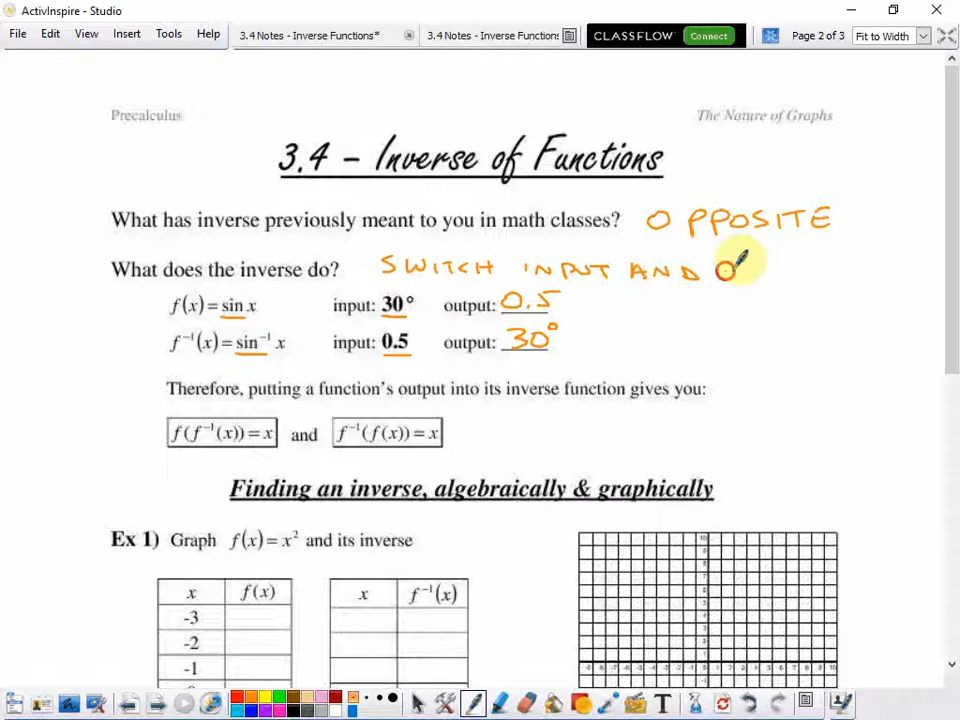 ActivInspire - Studio
File Edit View Insert Tools Help 3.4 Notes - Inverse Functions* 3.4 Notes - Inverse Functions CLASSFLOW Connect Page 2 of 3 Fit to Width
Precalculus The Nature of Graphs
3.4 – Inverse of Functions
What has inverse previously meant to you in math classes? OPPOSITE
What does the inverse do? SWITCH INPUT AND O
f(x) = sin x input: 30° output: 0.5
f⁻¹(x) = sin⁻¹ x input: 0.5 output: 30°
Therefore, putting a function's output into its inverse function gives you:
f(f⁻¹(x)) = x and f⁻¹(f(x)) = x
Finding an inverse, algebraically & graphically
Ex 1) Graph f(x) = x² and its inverse
x f(x) x f⁻¹(x)
-3
-2
-1